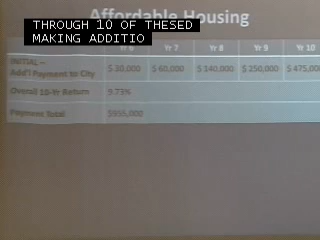 Affordable Housing
THROUGH 10 OF THESED
MAKING ADDITIO
Yr 6 Yr 7 Yr 8 Yr 9 Yr 10
INITIAL – Add'l Payment to City $ 30,000 $ 60,000 $ 140,000 $ 250,000 $ 475,000
Overall 10-Yr Return 9.73%
Payment Total $955,000